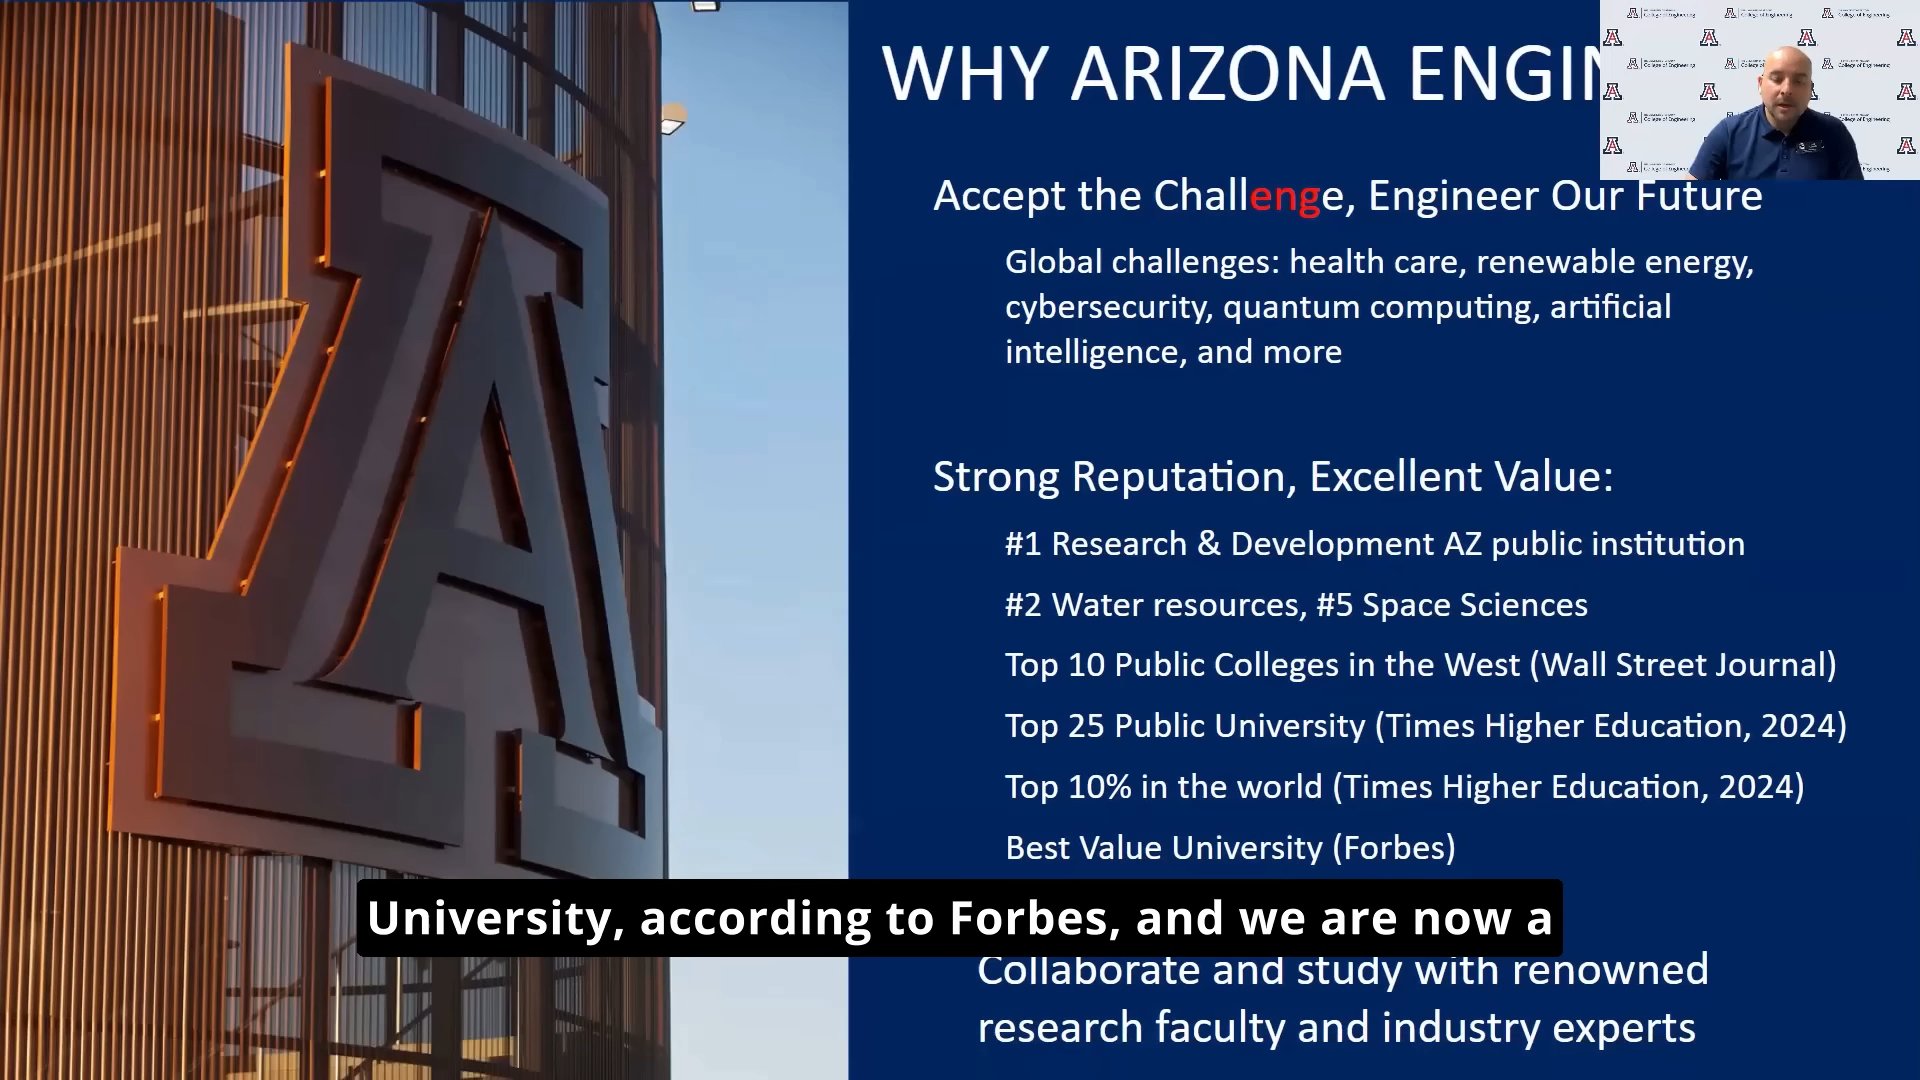 WHY ARIZONA ENGIN
Accept the Challenge, Engineer Our Future
Global challenges: health care, renewable energy,
cybersecurity, quantum computing, artificial
intelligence, and more
Strong Reputation, Excellent Value:
#1 Research & Development AZ public institution
#2 Water resources, #5 Space Sciences
Top 10 Public Colleges in the West (Wall Street Journal)
Top 25 Public University (Times Higher Education, 2024)
Top 10% in the world (Times Higher Education, 2024)
Best Value University (Forbes)
University, according to Forbes, and we are now a
Collaborate and study with renowned
research faculty and industry experts
A
College of Engineering